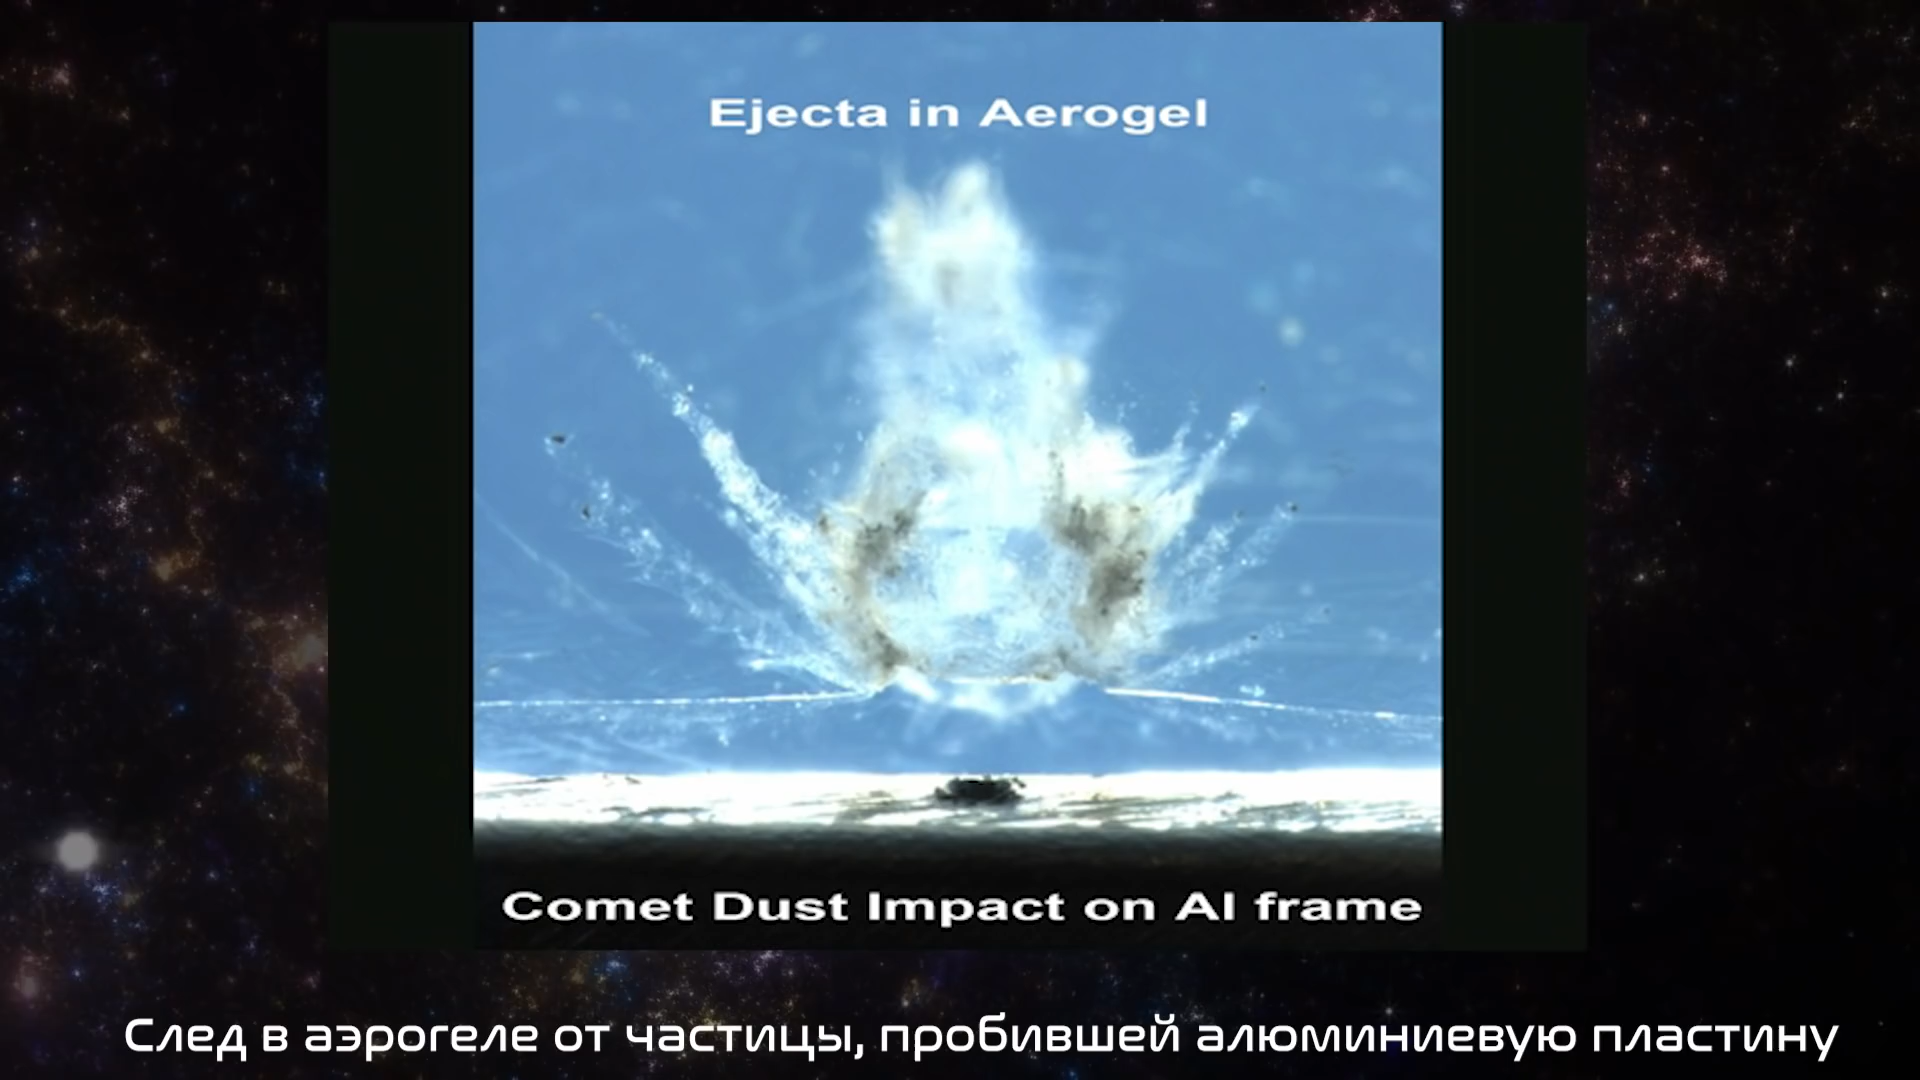 Ejecta in Aerogel
Comet Dust Impact on Al frame
След в аэрогеле от частицы, пробившей алюминиевую пластину